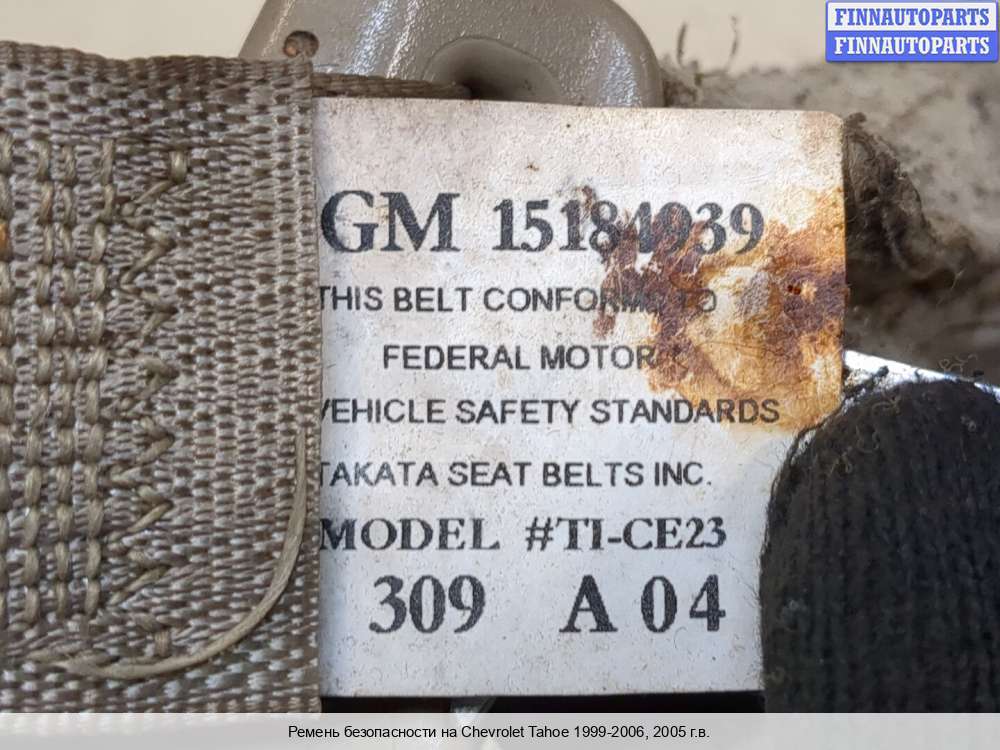 FINNAUTOPARTS
FINNAUTOPARTS
GM 15184939
THIS BELT CONFORMS TO
FEDERAL MOTOR
VEHICLE SAFETY STANDARDS
TAKATA SEAT BELTS INC.
MODEL #TI-CE23
309 A 04
Ремень безопасности на Chevrolet Tahoe 1999-2006, 2005 г.в.